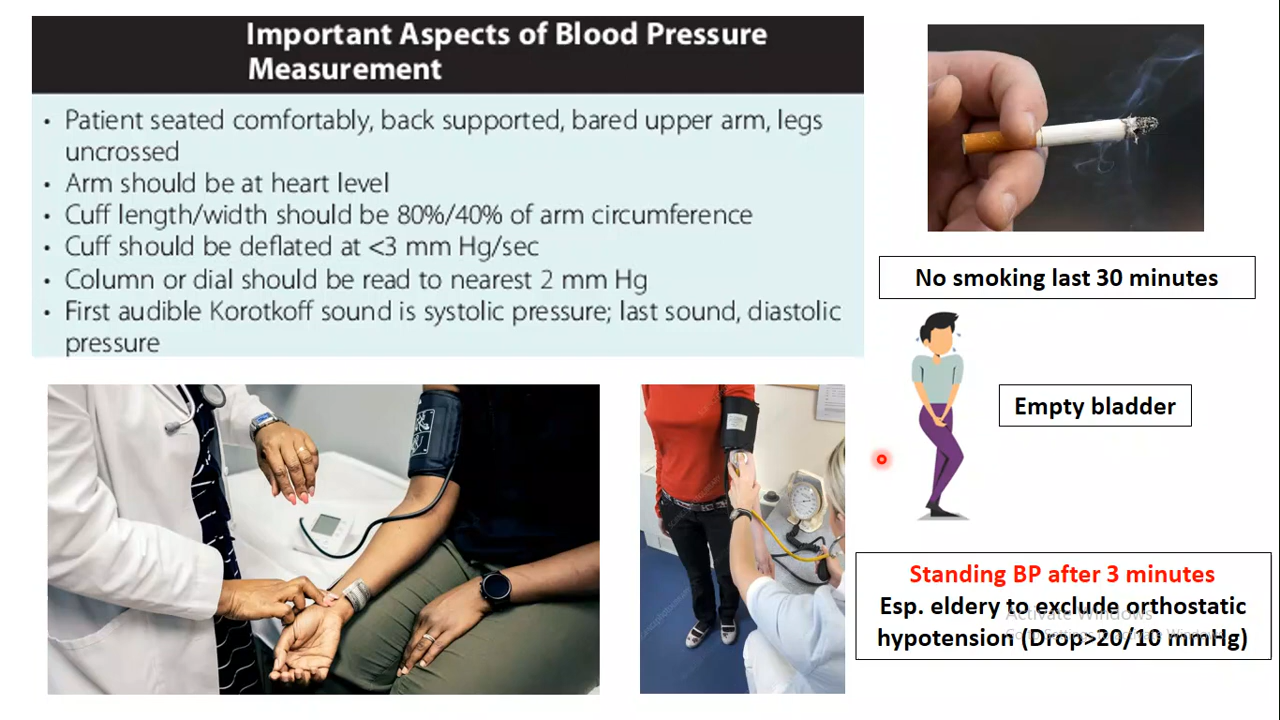 Important Aspects of Blood Pressure
Measurement
• Patient seated comfortably, back supported, bared upper arm, legs
uncrossed
• Arm should be at heart level
• Cuff length/width should be 80%/40% of arm circumference
• Cuff should be deflated at <3 mm Hg/sec
• Column or dial should be read to nearest 2 mm Hg
• First audible Korotkoff sound is systolic pressure; last sound, diastolic
pressure
No smoking last 30 minutes
Empty bladder
Standing BP after 3 minutes
Esp. eldery to exclude orthostatic
hypotension (Drop>20/10 mmHg)
Activate Windows